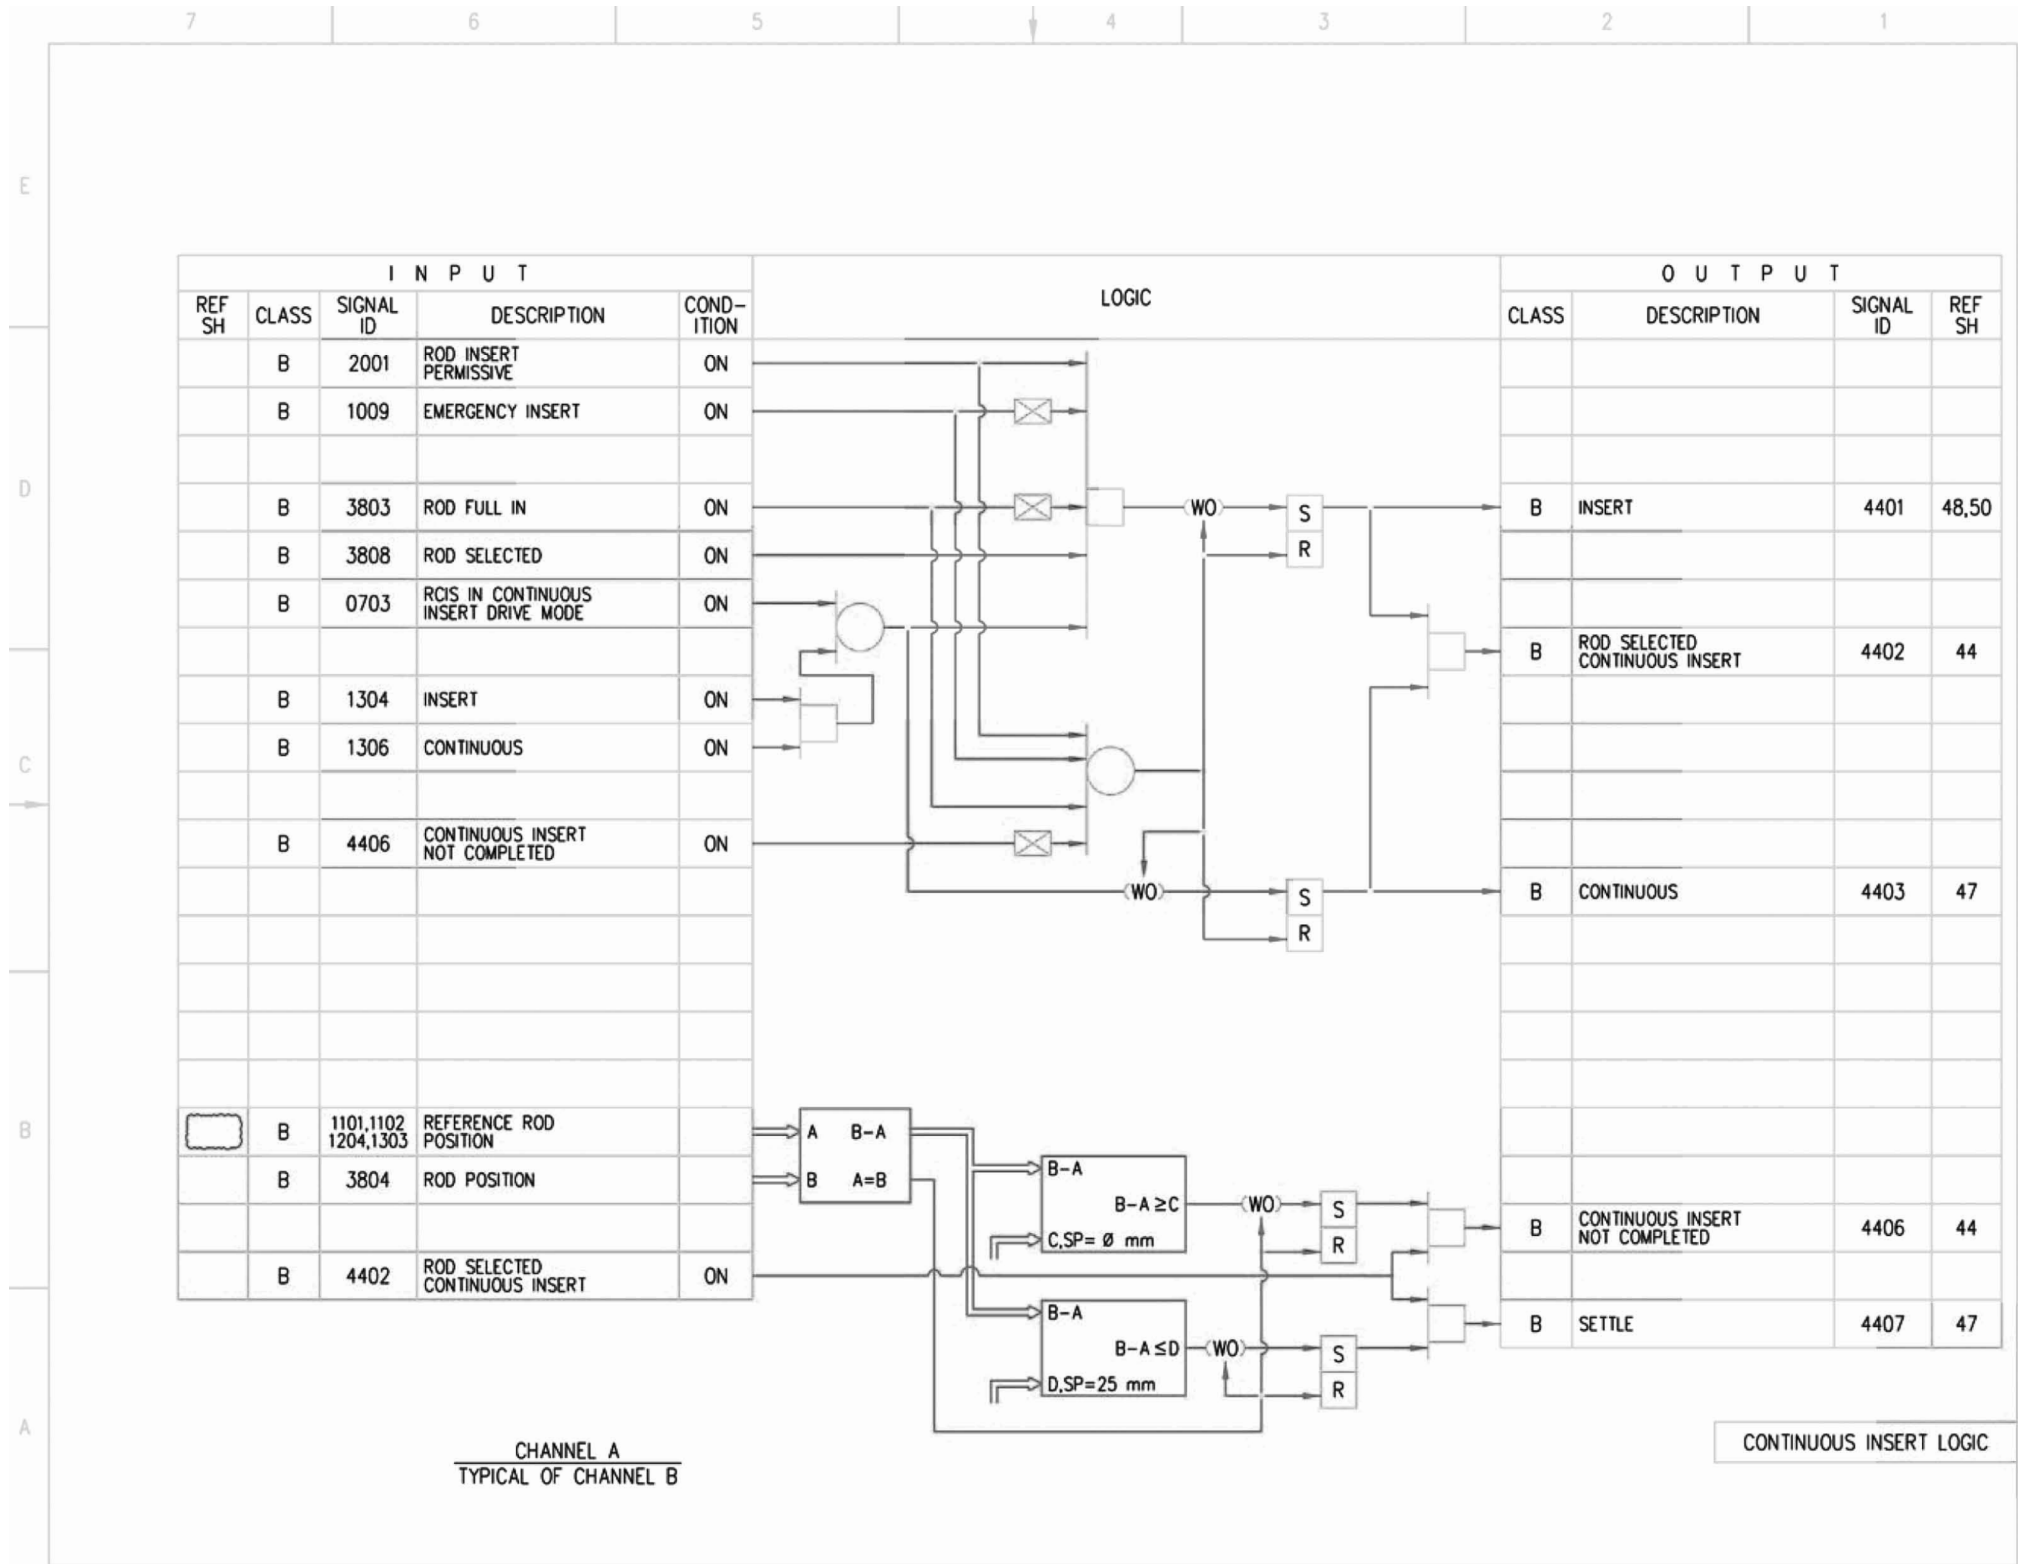 7 6 5 4 3 2 1
E
D
C
B
A
I N P U T
REF SH CLASS SIGNAL ID DESCRIPTION COND-ITION
LOGIC
O U T P U T
CLASS DESCRIPTION SIGNAL ID REF SH
B 2001 ROD INSERT
PERMISSIVE ON
B 1009 EMERGENCY INSERT ON
B 3803 ROD FULL IN ON
B 3808 ROD SELECTED ON
B 0703 RCIS IN CONTINUOUS
INSERT DRIVE MODE ON
B 1304 INSERT ON
B 1306 CONTINUOUS ON
B 4406 CONTINUOUS INSERT
NOT COMPLETED ON
B 1101,1102
1204,1303 REFERENCE ROD
POSITION
B 3804 ROD POSITION
B 4402 ROD SELECTED
CONTINUOUS INSERT ON
(WO) S
R
(WO) S
R
A B-A
B A=B
B-A
B-A≥C
C,SP= Ø mm
(WO) S
R
B-A
B-A≤D
D,SP=25 mm
(WO) S
R
B INSERT 4401 48,50
B ROD SELECTED
CONTINUOUS INSERT 4402 44
B CONTINUOUS 4403 47
B CONTINUOUS INSERT
NOT COMPLETED 4406 44
B SETTLE 4407 47
CHANNEL A
TYPICAL OF CHANNEL B
CONTINUOUS INSERT LOGIC